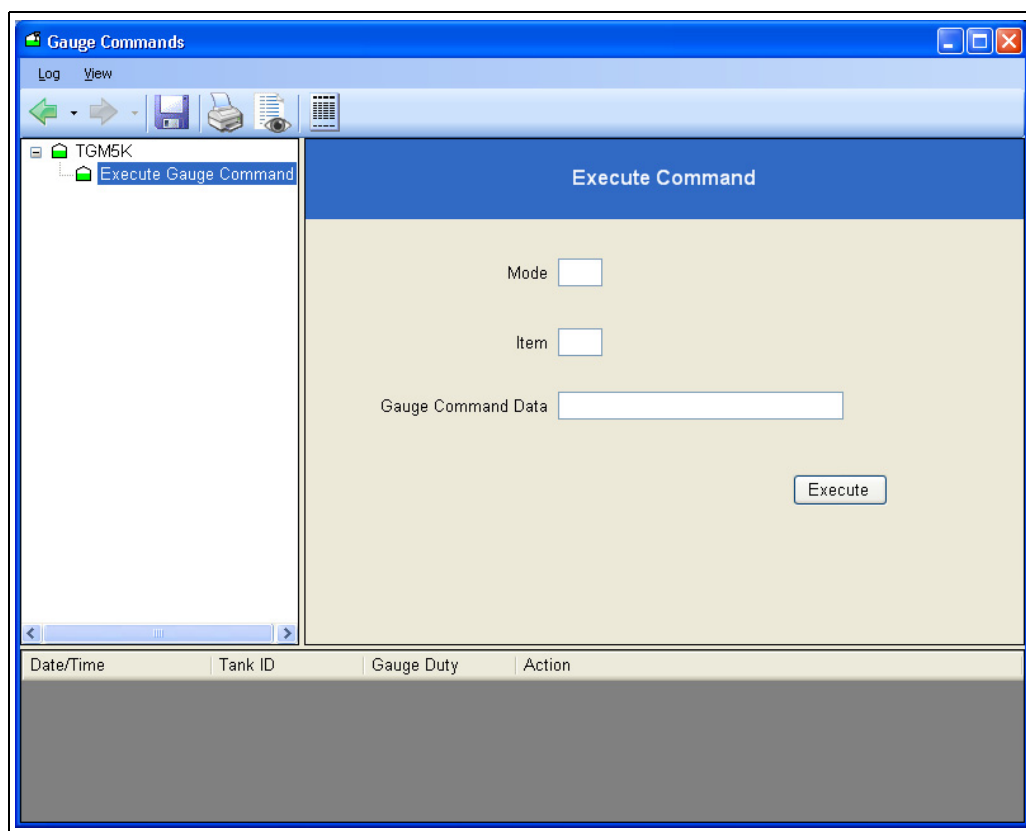 Gauge Commands
Log View
TGM5K
Execute Gauge Command
Execute Command
Mode
Item
Gauge Command Data
Execute
Date/Time Tank ID Gauge Duty Action